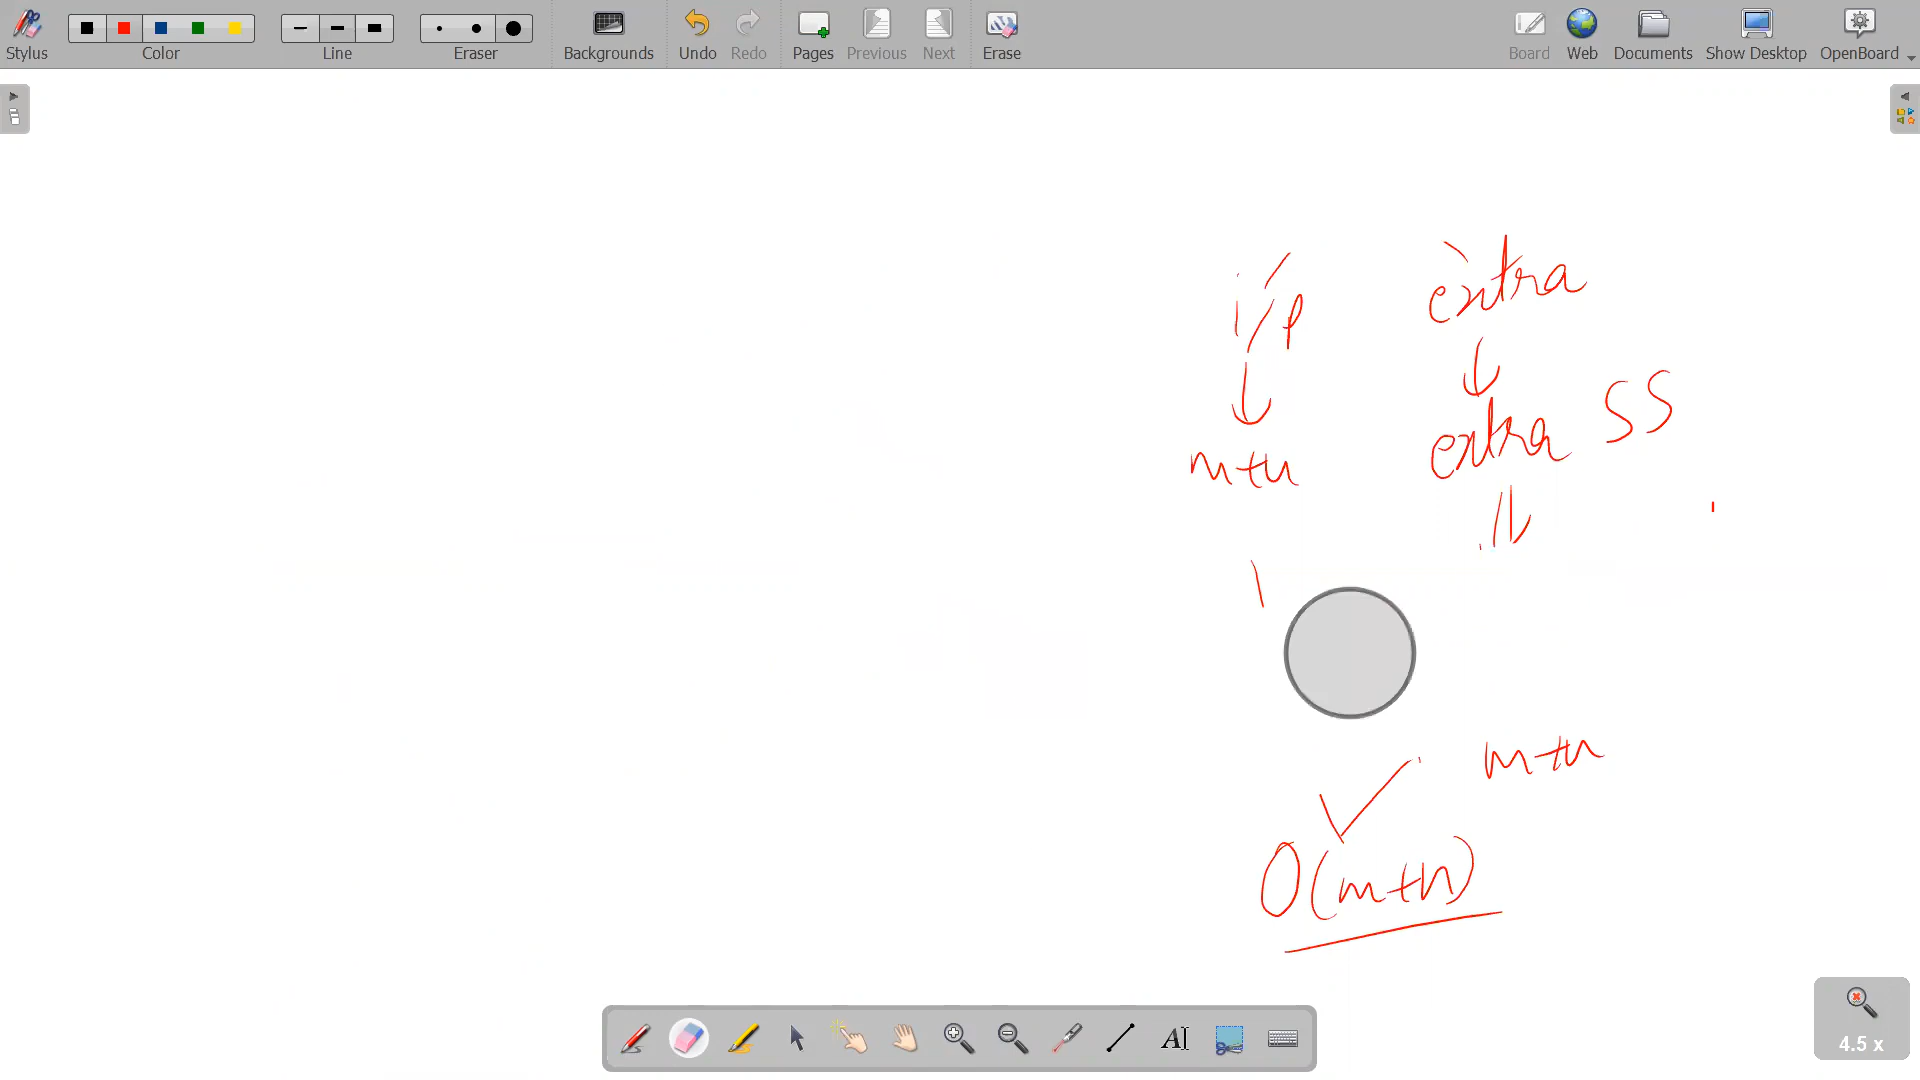 Stylus Color Line Eraser Backgrounds Undo Redo Pages Previous Next Erase Board Web Documents Show Desktop OpenBoard
i/p extra
extra SS
m+n
m+n
O(m+n)
A
4.5 x